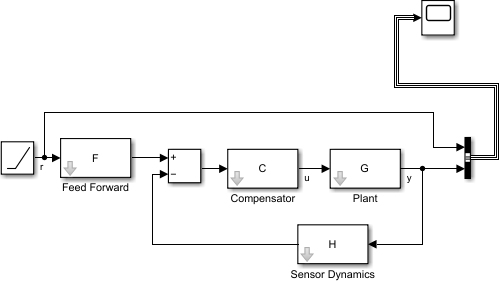 r
F
Feed Forward
+
−
C
Compensator
u
G
Plant
y
H
Sensor Dynamics